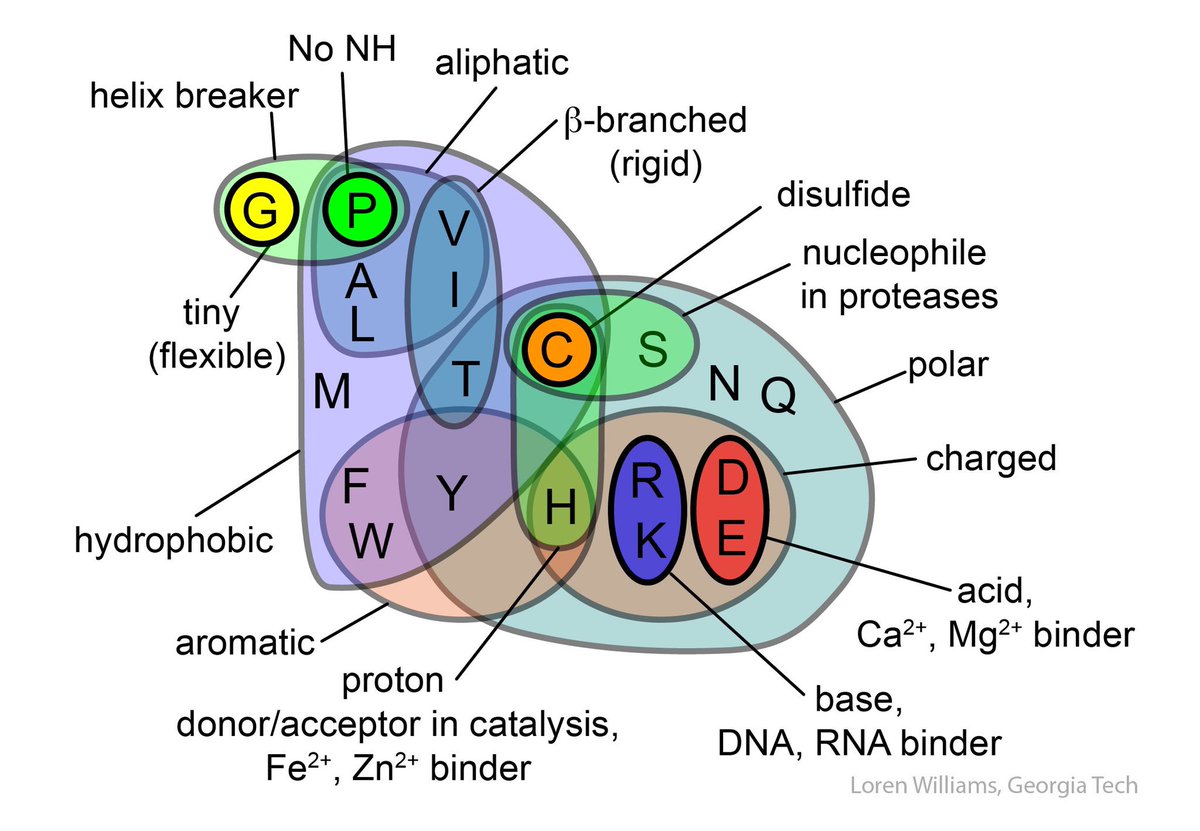 No NH
aliphatic
helix breaker
β-branched
(rigid)
disulfide
nucleophile
in proteases
G
P
V
A
I
L
tiny
(flexible)
C
S
polar
M
T
N
Q
charged
F
Y
H
R
D
W
K
E
hydrophobic
acid,
Ca²⁺, Mg²⁺ binder
aromatic
proton
donor/acceptor in catalysis,
Fe²⁺, Zn²⁺ binder
base,
DNA, RNA binder
Loren Williams, Georgia Tech